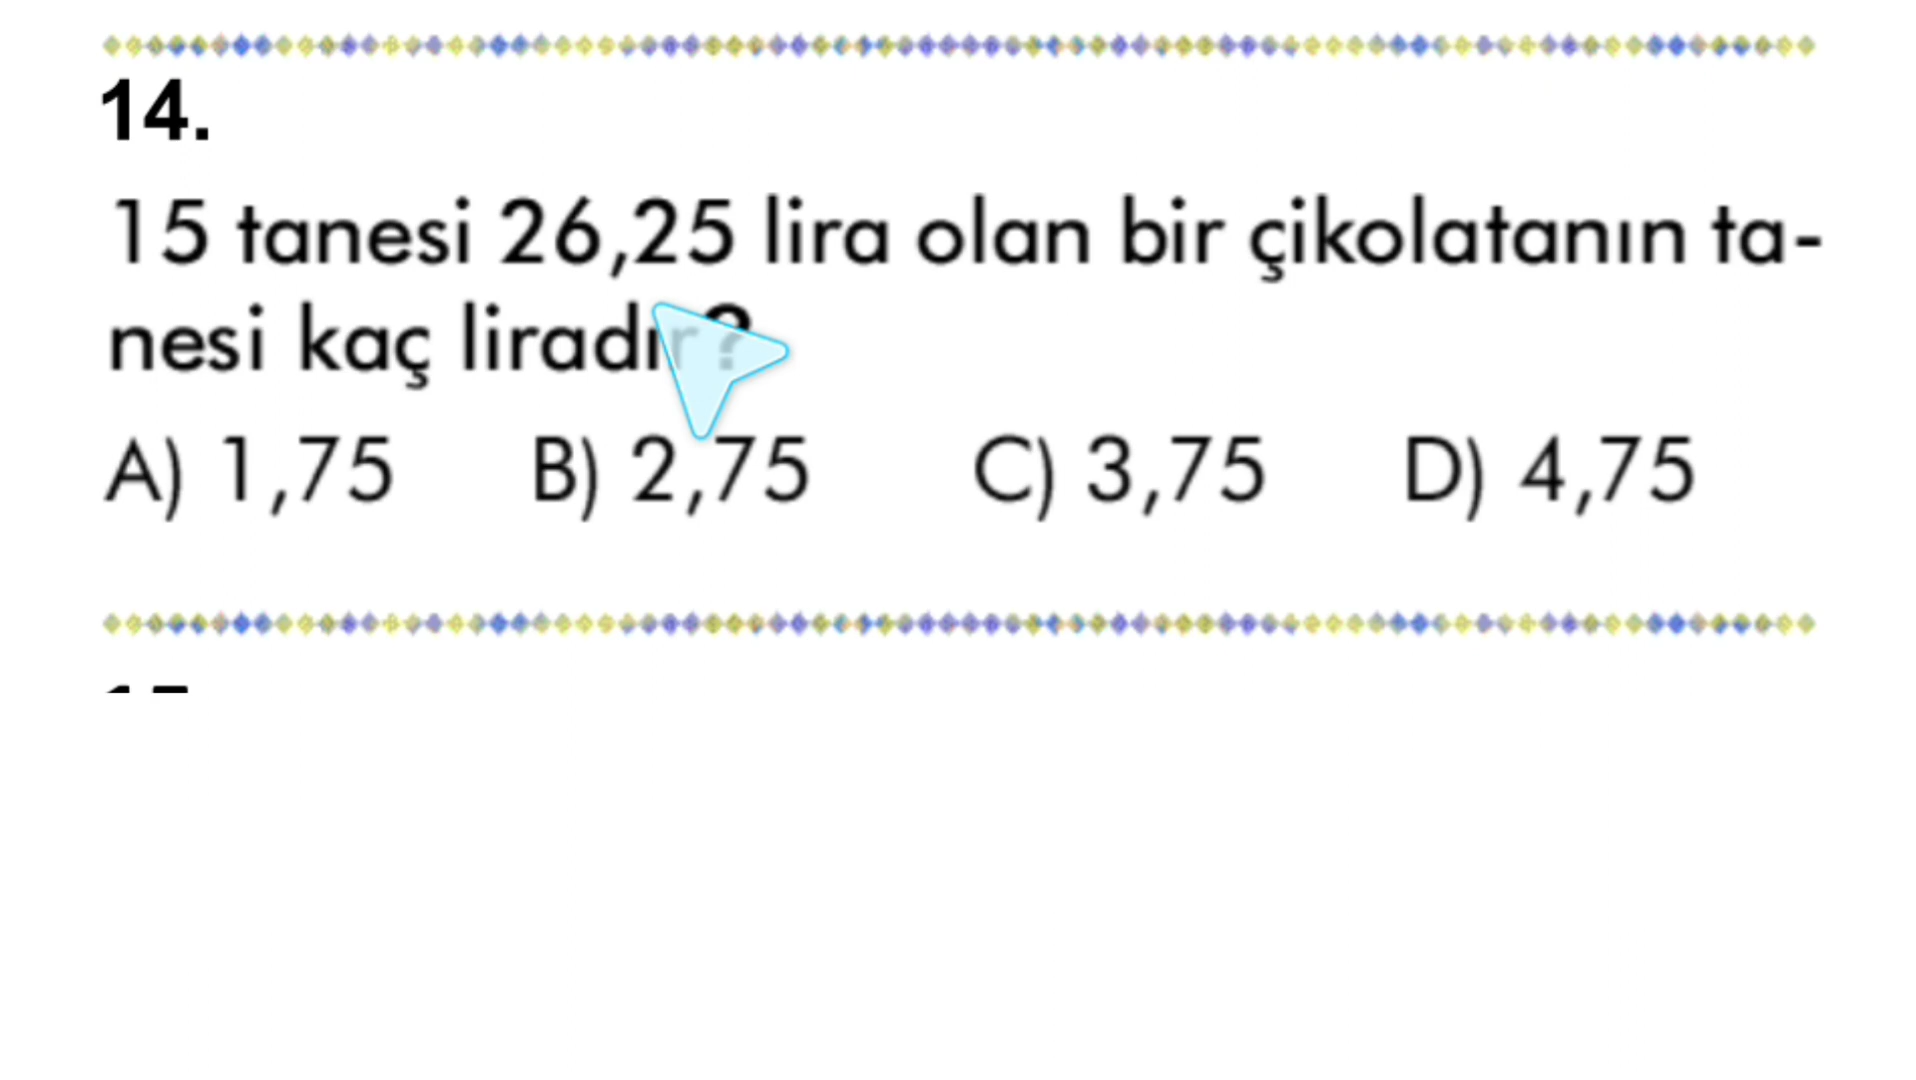 14.
15 tanesi 26,25 lira olan bir çikolatanın ta-
nesi kaç liradır?
A) 1,75 B) 2,75 C) 3,75 D) 4,75